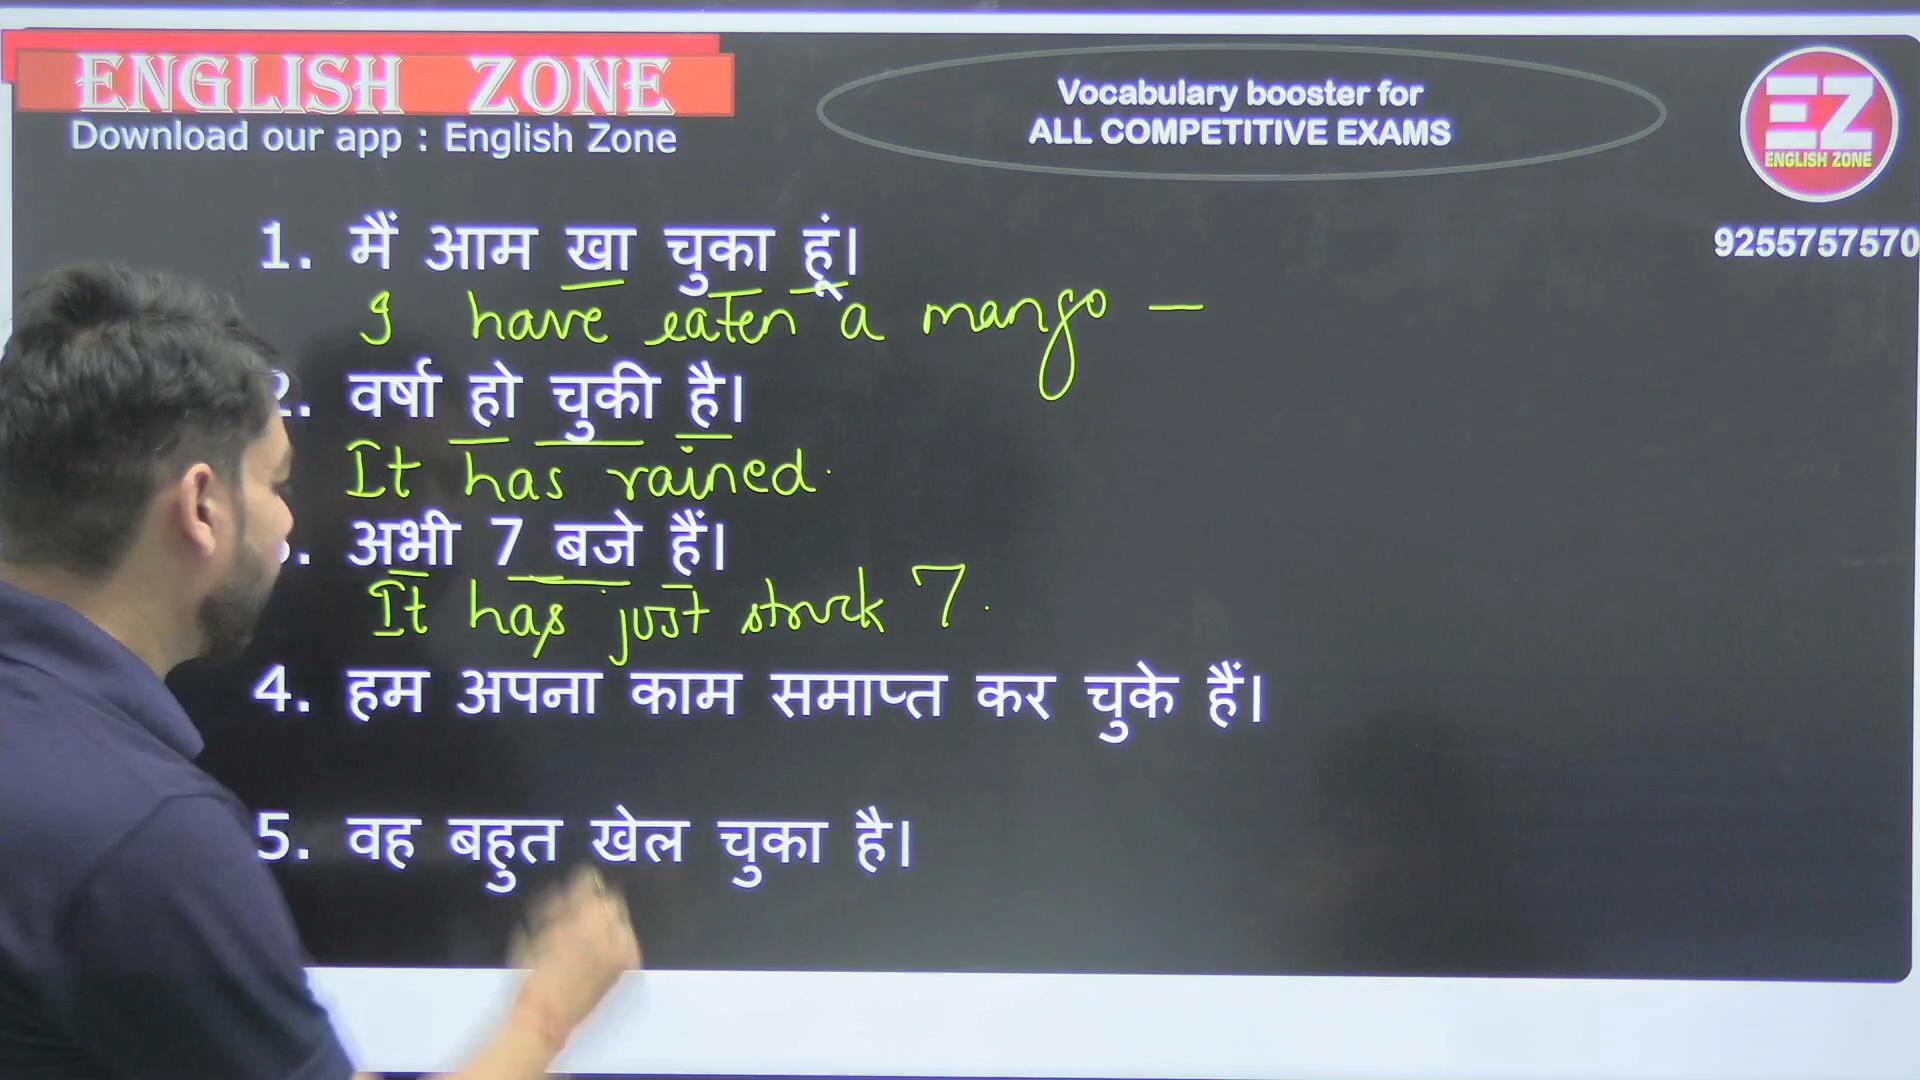 ENGLISH ZONE
Download our app : English Zone
Vocabulary booster for
ALL COMPETITIVE EXAMS
EZ
ENGLISH ZONE
9255757570
1. मैं आम खा चुका हूं।
I have eaten a mango —
2. वर्षा हो चुकी है।
It has rained.
. अभी 7 बजे हैं।
It has just struck 7.
4. हम अपना काम समाप्त कर चुके हैं।
5. वह बहुत खेल चुका है।